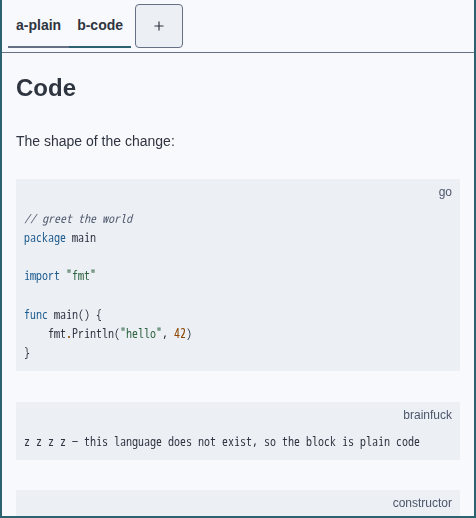 a-plain b-code +
Code
The shape of the change:
go
// greet the world
package main
import "fmt"
func main() {
    fmt.Println("hello", 42)
}
brainfuck
z z z z — this language does not exist, so the block is plain code
constructor